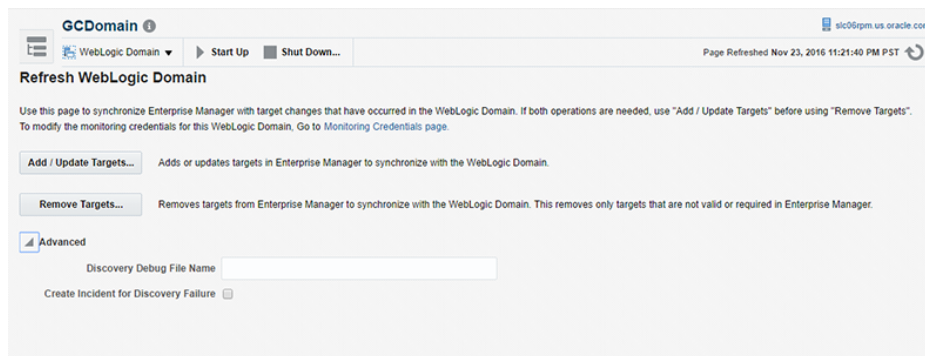 GCDomain
slc06rpm.us.oracle.com
WebLogic Domain Start Up Shut Down...
Page Refreshed Nov 23, 2016 11:21:40 PM PST
Refresh WebLogic Domain
Use this page to synchronize Enterprise Manager with target changes that have occurred in the WebLogic Domain. If both operations are needed, use "Add / Update Targets" before using "Remove Targets".
To modify the monitoring credentials for this WebLogic Domain, Go to Monitoring Credentials page.
Add / Update Targets... Adds or updates targets in Enterprise Manager to synchronize with the WebLogic Domain.
Remove Targets... Removes targets from Enterprise Manager to synchronize with the WebLogic Domain. This removes only targets that are not valid or required in Enterprise Manager.
Advanced
Discovery Debug File Name
Create Incident for Discovery Failure